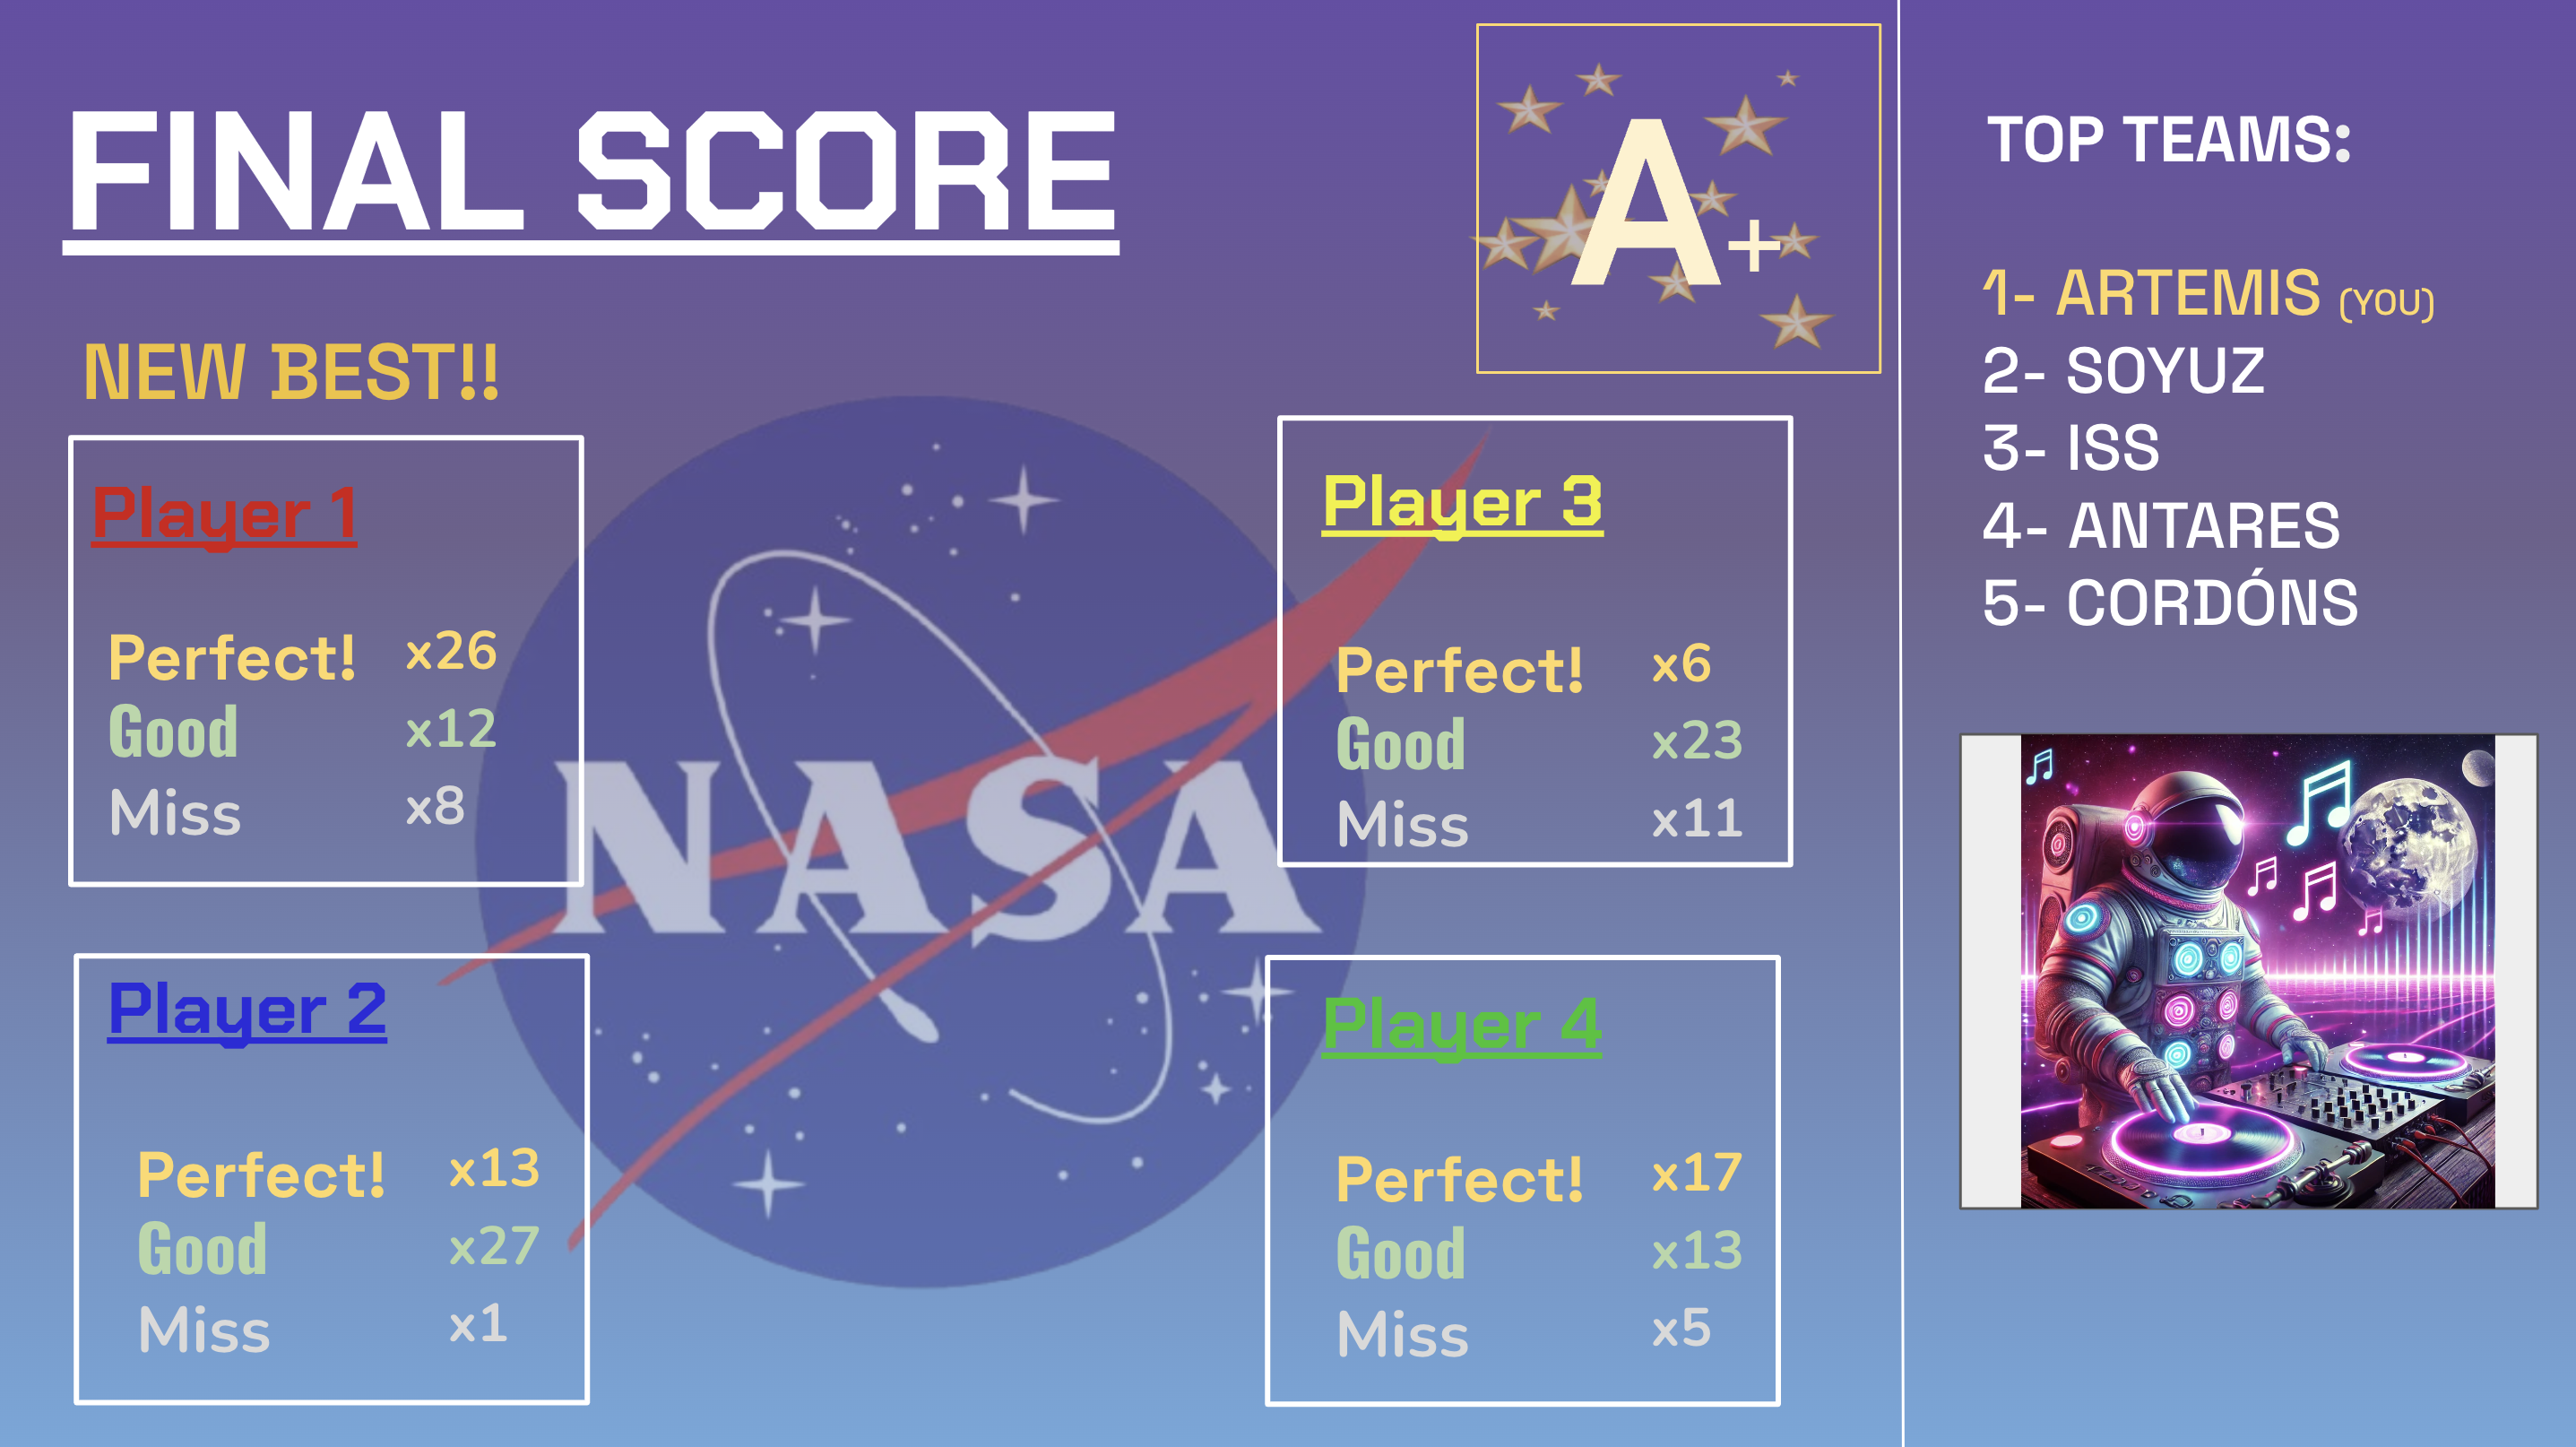 FINAL SCORE
A+
NEW BEST!!
Player 1
Perfect! x26
Good x12
Miss x8
Player 2
Perfect! x13
Good x27
Miss x1
Player 3
Perfect! x6
Good x23
Miss x11
Player 4
Perfect! x17
Good x13
Miss x5
NASA
TOP TEAMS:
1- ARTEMIS (YOU)
2- SOYUZ
3- ISS
4- ANTARES
5- CORDÓNS